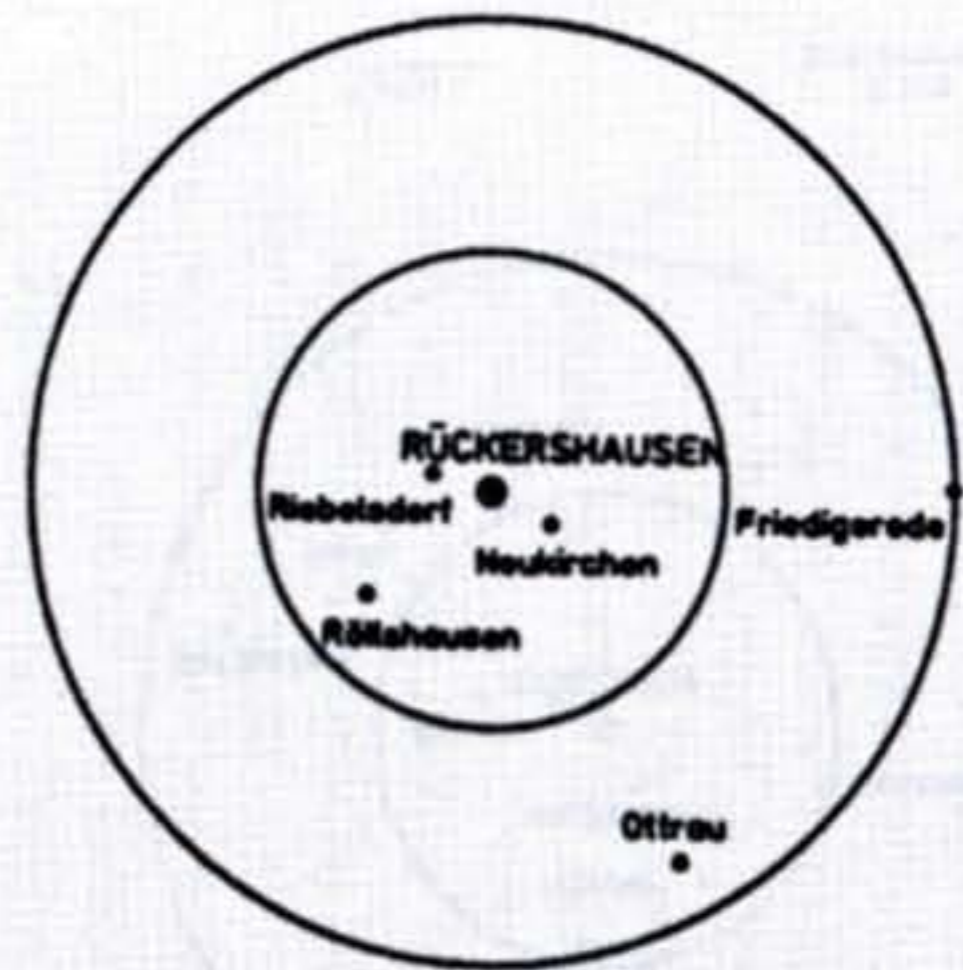 RÜCKERSHAUSEN
Riebelsdorf
Friedigerode
Neukirchen
Röllshausen
Ottrau